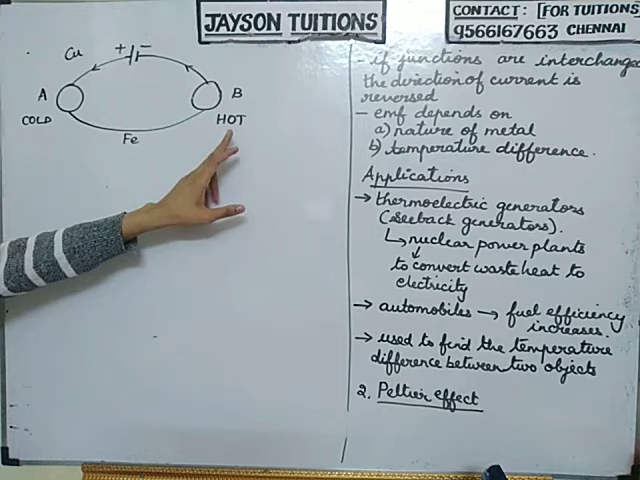 JAYSON TUITIONS
CONTACT: [FOR TUITIONS
9566167663 CHENNAI
Cu
+ -
A
B
COLD
HOT
Fe
- if junctions are interchanged
the direction of current is
reversed
- emf depends on
a) nature of metal
b) temperature difference.
Applications
→ thermoelectric generators
(seeback generators).
↳ nuclear power plants
↓
to convert waste heat to
electricity
→ automobiles → fuel efficiency
increases.
→ used to find the temperature
difference between two objects
2. Peltier effect